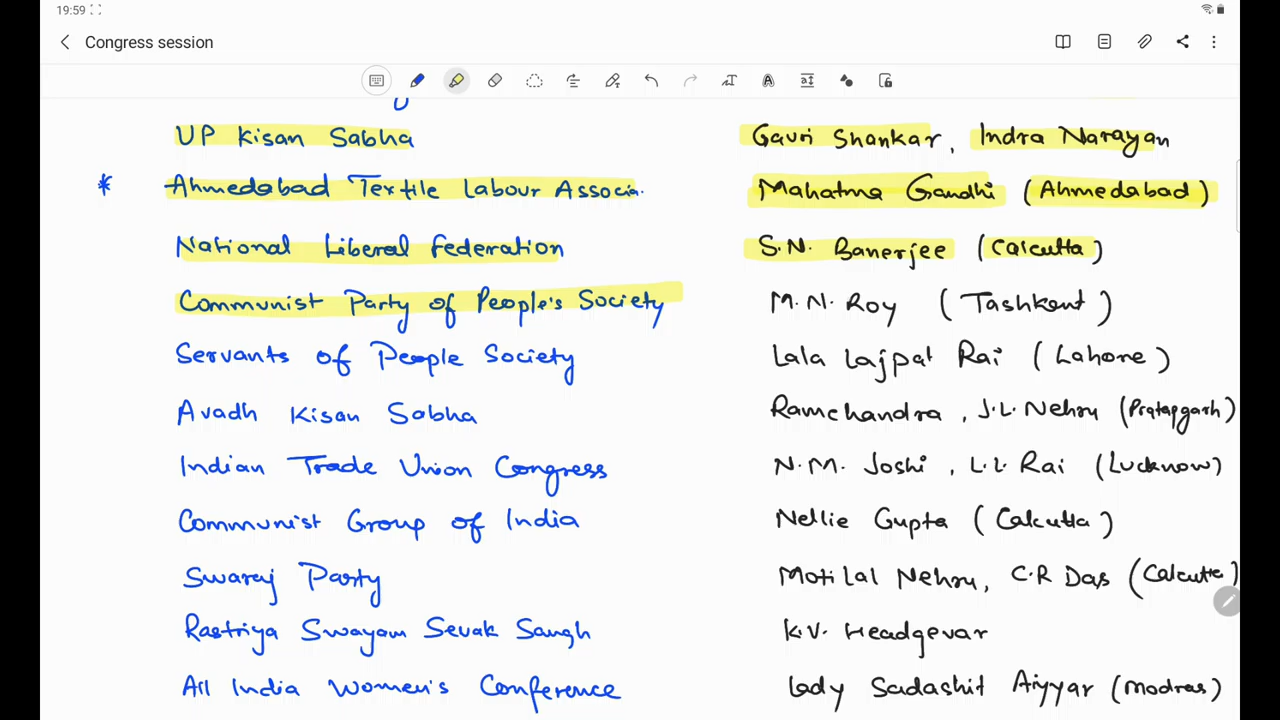 19:59
Congress session
UP Kisan Sabha Gauri Shankar, Indra Narayan
* Ahmedabad Textile Labour Associa. Mahatma Gandhi (Ahmedabad)
National Liberal Federation S.N. Banerjee (Calcutta)
Communist Party of People's Society M.N. Roy (Tashkent)
Servants of People Society Lala Lajpat Rai (Lahore)
Avadh Kisan Sabha Ramchandra, J.L. Nehru (Pratapgarh)
Indian Trade Union Congress N.M. Joshi, L.L. Rai (Lucknow)
Communist Group of India Nellie Gupta (Calcutta)
Swaraj Party Motilal Nehru, C.R Das (Calcutta)
Rastriya Swayam Sevak Sangh K.V. Headgevar
All India Women's Conference Lady Sadashit Aiyyar (Madras)